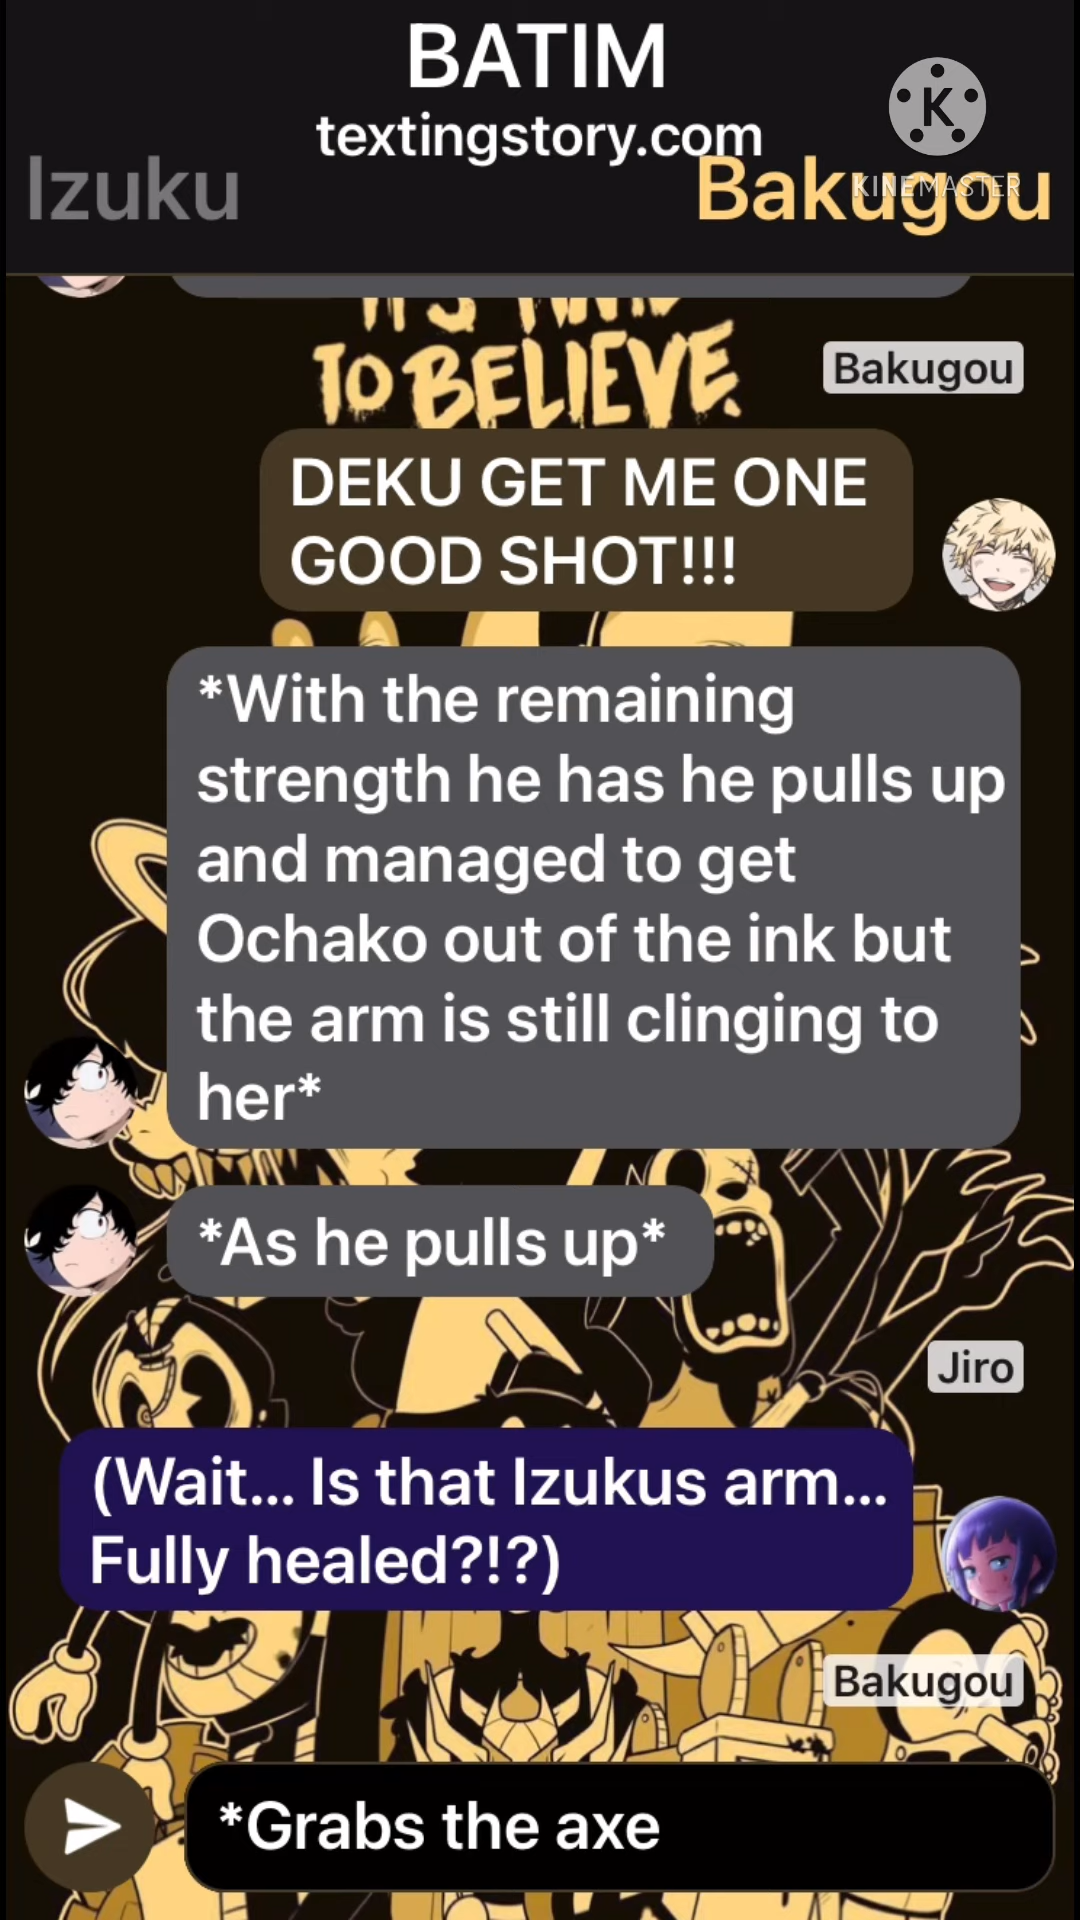 BATIM
textingstory.com
Izuku
Bakugou
K
KINEMASTER
TO BELIEVE.
Bakugou
DEKU GET ME ONE
GOOD SHOT!!!
*With the remaining
strength he has he pulls up
and managed to get
Ochako out of the ink but
the arm is still clinging to
her*
*As he pulls up*
Jiro
(Wait... Is that Izukus arm...
Fully healed?!?)
Bakugou
*Grabs the axe